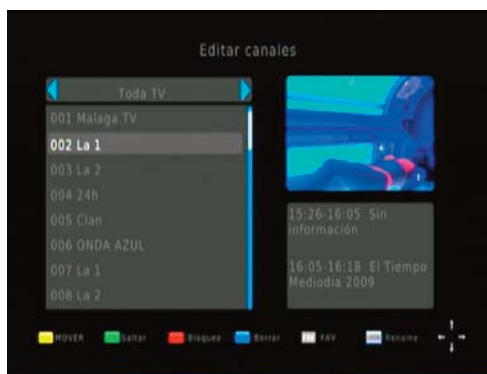 Editar canales
Toda TV
001 Malaga TV
002 La 1
003 La 2
004 24h
005 Clan
006 ONDA AZUL
007 La 1
008 La 2
15:26-16:05 Sin
información
16:05-16:18 El Tiempo
Mediodia 2009
MOVER Saltar Bloqueo Borrar FAV Rename